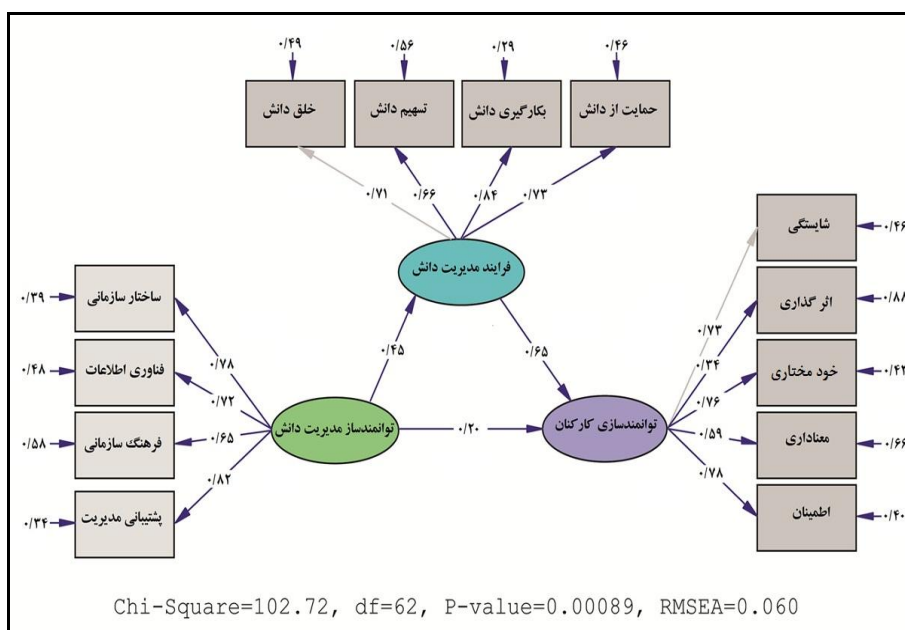 ۰/۴۹
۰/۵۶
۰/۲۹
۰/۴۶
خلق دانش
تسهیم دانش
بکارگیری دانش
حمایت از دانش
۰/۷۱
۰/۶۶
۰/۸۴
۰/۷۳
فرایند مدیریت دانش
شایستگی
۰/۴۶
اثر گذاری
۰/۸۸
خود مختاری
۰/۴۲
معناداری
۰/۶۶
اطمینان
۰/۴۰
۰/۷۳
۰/۳۴
۰/۷۶
۰/۵۹
۰/۷۸
۰/۳۹
ساختار سازمانی
۰/۴۸
فناوری اطلاعات
۰/۵۸
فرهنگ سازمانی
۰/۳۴
پشتیبانی مدیریت
۰/۷۸
۰/۷۲
۰/۶۵
۰/۸۲
۰/۴۵
۰/۶۵
توانمندساز مدیریت دانش
۰/۲۰
توانمندسازی کارکنان
Chi-Square=102.72, df=62, P-value=0.00089, RMSEA=0.060